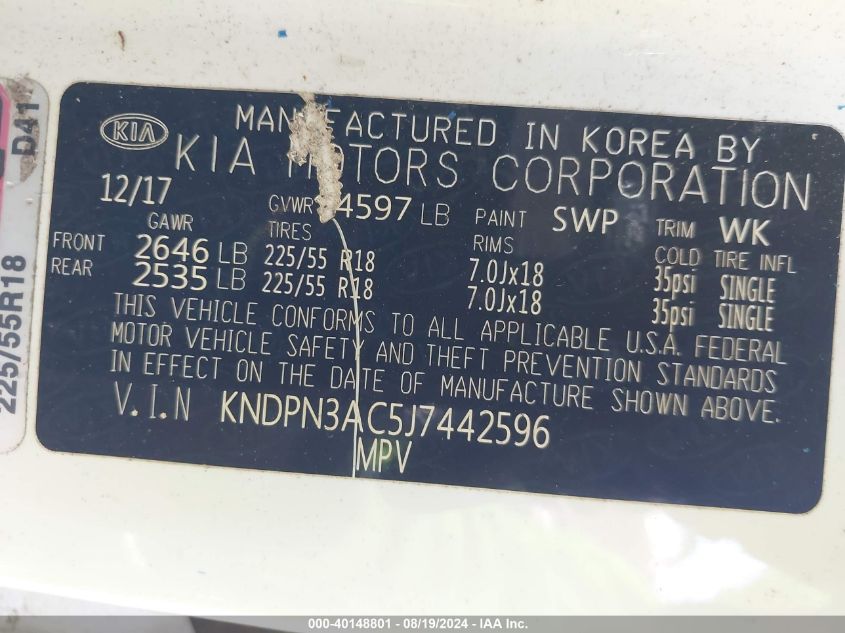 KIA
MANUFACTURED IN KOREA BY
KIA MOTORS CORPORATION
12/17 GVWR 4597 LB PAINT SWP TRIM WK
GAWR TIRES RIMS COLD TIRE INFL
FRONT 2646 LB 225/55 R18 7.0Jx18 35psi SINGLE
REAR 2535 LB 225/55 R18 7.0Jx18 35psi SINGLE
THIS VEHICLE CONFORMS TO ALL APPLICABLE U.S.A. FEDERAL
MOTOR VEHICLE SAFETY AND THEFT PREVENTION STANDARDS
IN EFFECT ON THE DATE OF MANUFACTURE SHOWN ABOVE.
V.I.N KNDPN3AC5J7442596
MPV
225/55R18
D41
000-40148801 - 08/19/2024 - IAA Inc.